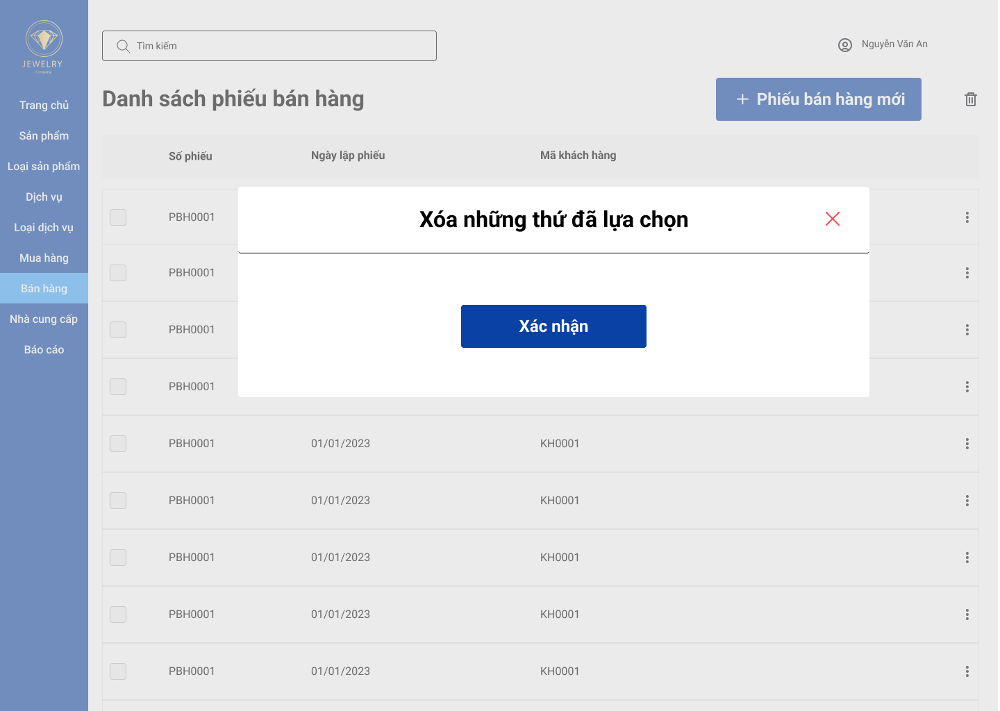 JEWELRY
Company
Trang chủ
Sản phẩm
Loại sản phẩm
Dịch vụ
Loại dịch vụ
Mua hàng
Bán hàng
Nhà cung cấp
Báo cáo
Tìm kiếm
Nguyễn Văn An
Danh sách phiếu bán hàng
Phiếu bán hàng mới
Số phiếu Ngày lập phiếu Mã khách hàng
PBH0001
PBH0001
PBH0001
PBH0001
Xóa những thứ đã lựa chọn
Xác nhận
PBH0001 01/01/2023 KH0001
PBH0001 01/01/2023 KH0001
PBH0001 01/01/2023 KH0001
PBH0001 01/01/2023 KH0001
PBH0001 01/01/2023 KH0001